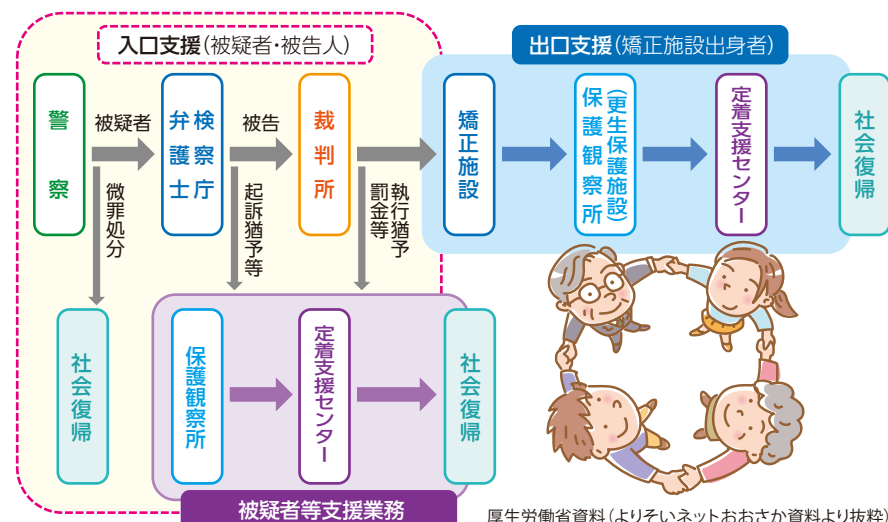 入口支援(被疑者・被告人)
出口支援(矯正施設出身者)
警察
被疑者
検察庁
弁護士
被告
裁判所
矯正施設
保護観察所
(更生保護施設)
定着支援センター
社会復帰
微罪処分
起訴猶予等
執行猶予
罰金等
社会復帰
保護観察所
定着支援センター
社会復帰
被疑者等支援業務
厚生労働省資料(よりそいネットおおさか資料より抜粋)